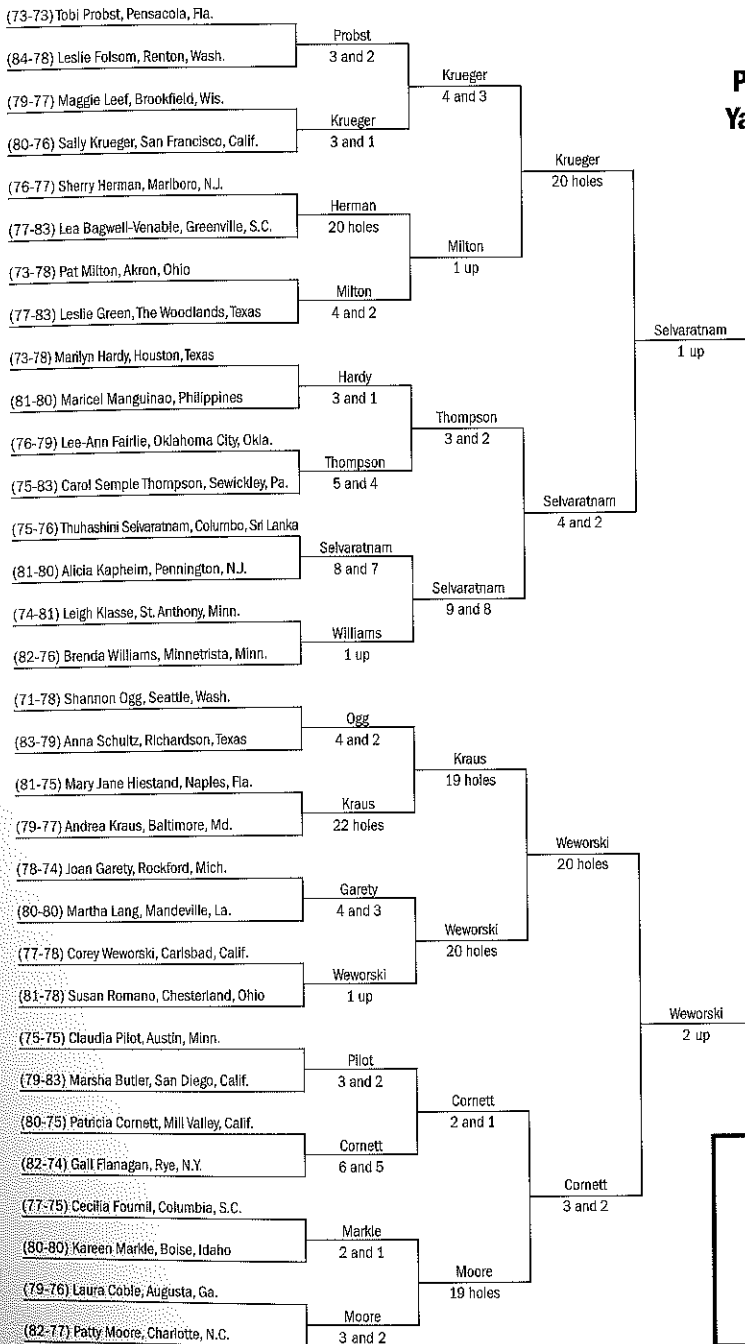 (73-73) Tobi Probst, Pensacola, Fla.
(84-78) Leslie Folsom, Renton, Wash.
(79-77) Maggie Leef, Brookfield, Wis.
(80-76) Sally Krueger, San Francisco, Calif.
(76-77) Sherry Herman, Marlboro, N.J.
(77-83) Lea Bagwell-Venable, Greenville, S.C.
(73-78) Pat Milton, Akron, Ohio
(77-83) Leslie Green, The Woodlands, Texas
(73-78) Marilyn Hardy, Houston, Texas
(81-80) Maricel Manguinao, Philippines
(76-79) Lee-Ann Fairlie, Oklahoma City, Okla.
(75-83) Carol Semple Thompson, Sewickley, Pa.
(75-76) Thuhashini Selvaratnam, Columbo, Sri Lanka
(81-80) Alicia Kapheim, Pennington, N.J.
(74-81) Leigh Klasse, St. Anthony, Minn.
(82-76) Brenda Williams, Minnetrista, Minn.
(71-78) Shannon Ogg, Seattle, Wash.
(83-79) Anna Schultz, Richardson, Texas
(81-75) Mary Jane Hiestand, Naples, Fla.
(79-77) Andrea Kraus, Baltimore, Md.
(78-74) Joan Garety, Rockford, Mich.
(80-80) Martha Lang, Mandeville, La.
(77-78) Corey Weworski, Carlsbad, Calif.
(81-78) Susan Romano, Chesterland, Ohio
(75-75) Claudia Pilot, Austin, Minn.
(79-83) Marsha Butler, San Diego, Calif.
(80-75) Patricia Cornett, Mill Valley, Calif.
(82-74) Gail Flanagan, Rye, N.Y.
(77-75) Cecilia Fournil, Columbia, S.C.
(80-80) Kareen Markle, Boise, Idaho
(79-76) Laura Coble, Augusta, Ga.
(82-77) Patty Moore, Charlotte, N.C.
Probst
3 and 2
Krueger
3 and 1
Herman
20 holes
Milton
4 and 2
Hardy
3 and 1
Thompson
5 and 4
Selvaratnam
8 and 7
Williams
1 up
Ogg
4 and 2
Kraus
22 holes
Garety
4 and 3
Weworski
1 up
Pilot
3 and 2
Cornett
6 and 5
Markle
2 and 1
Moore
3 and 2
Krueger
4 and 3
Milton
1 up
Thompson
3 and 2
Selvaratnam
9 and 8
Kraus
19 holes
Weworski
20 holes
Cornett
2 and 1
Moore
19 holes
Krueger
20 holes
Selvaratnam
4 and 2
Weworski
20 holes
Cornett
3 and 2
Selvaratnam
1 up
Weworski
2 up
P
Ya